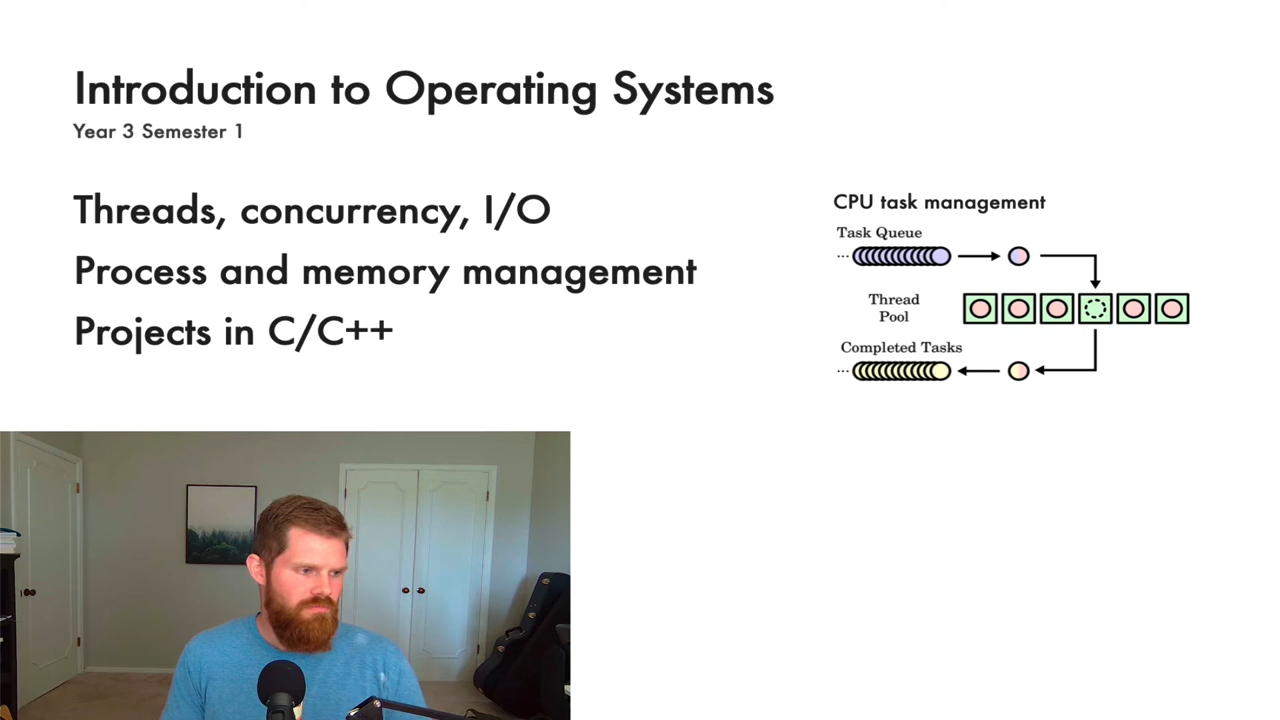 Introduction to Operating Systems
Year 3 Semester 1
Threads, concurrency, I/O
Process and memory management
Projects in C/C++
CPU task management
Task Queue
...
Thread
Pool
Completed Tasks
...